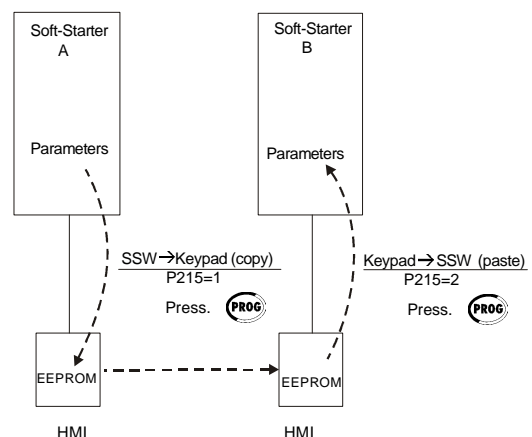 Soft-Starter
A
Parameters
SSW→Keypad (copy)
P215=1
Press. PROG
EEPROM
HMI
Soft-Starter
B
Parameters
Keypad→SSW (paste)
P215=2
Press. PROG
EEPROM
HMI